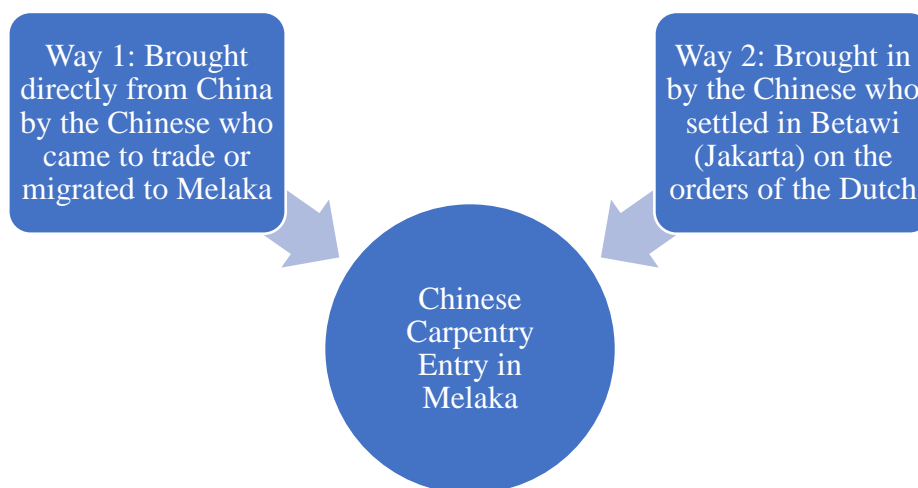 Way 1: Brought
directly from China
by the Chinese who
came to trade or
migrated to Melaka
Way 2: Brought in
by the Chinese who
settled in Betawi
(Jakarta) on the
orders of the Dutch
Chinese
Carpentry
Entry in
Melaka